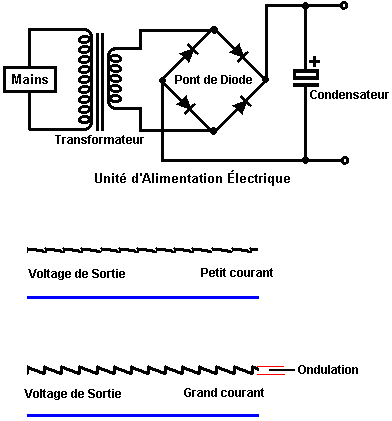 Mains
Pont de Diode
+
Condensateur
Transformateur
Unité d'Alimentation Électrique
Voltage de Sortie
Petit courant
Ondulation
Voltage de Sortie
Grand courant